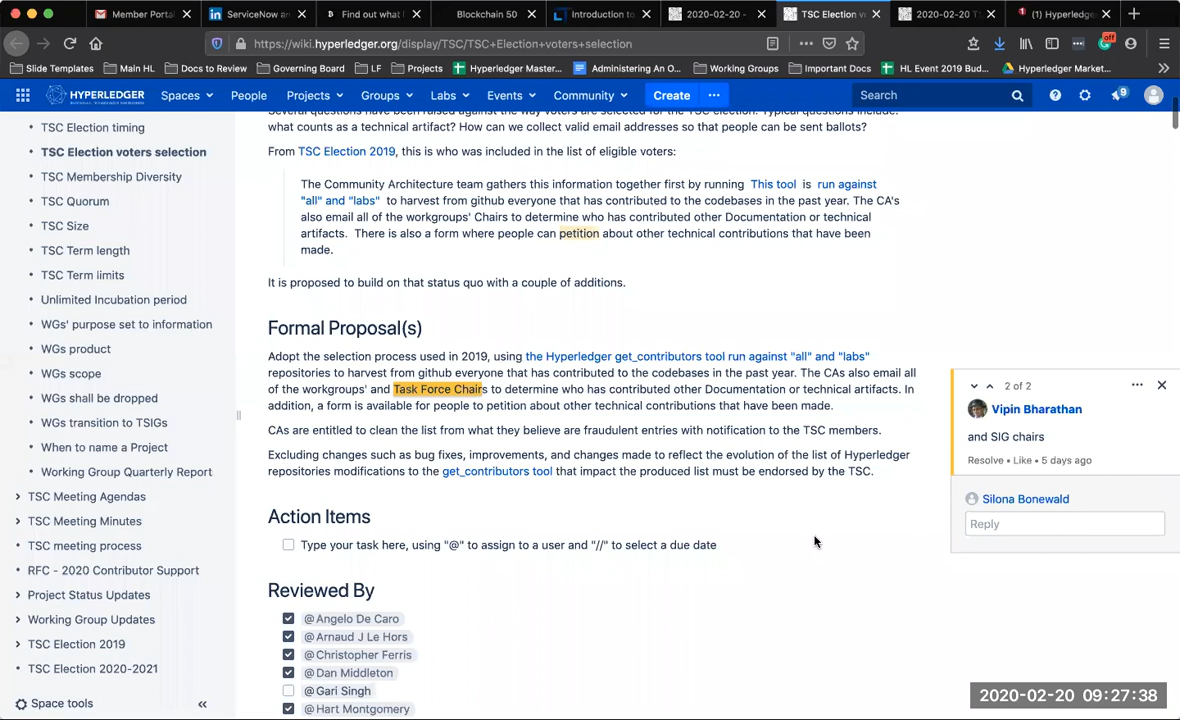 Member Porta
ServiceNow an
Find out what I
Blockchain 50
Introduction to
2020-02-20 -
TSC Election vo
2020-02-20 T
(1) Hyperledge
https://wiki.hyperledger.org/display/TSC/TSC+Election+voters+selection
off
Slide Templates
Main HL
Docs to Review
Governing Board
LF
Projects
Hyperledger Master...
Administering An O...
Working Groups
Important Docs
HL Event 2019 Bud...
Hyperledger Market...
HYPERLEDGER
Spaces
People
Projects
Groups
Labs
Events
Community
Create
Search
9
TSC Election timing
TSC Election voters selection
TSC Membership Diversity
TSC Quorum
TSC Size
TSC Term length
TSC Term limits
Unlimited Incubation period
WGs' purpose set to information
WGs product
WGs scope
WGs shall be dropped
WGs transition to TSIGs
When to name a Project
Working Group Quarterly Report
TSC Meeting Agendas
TSC Meeting Minutes
TSC meeting process
RFC - 2020 Contributor Support
Project Status Updates
Working Group Updates
TSC Election 2019
TSC Election 2020-2021
Space tools
Several questions have been raised against the way voters are selected for the TSC election. Typical questions include:
what counts as a technical artifact? How can we collect valid email addresses so that people can be sent ballots?
From TSC Election 2019, this is who was included in the list of eligible voters:
The Community Architecture team gathers this information together first by running This tool is run against
"all" and "labs" to harvest from github everyone that has contributed to the codebases in the past year. The CA's
also email all of the workgroups' Chairs to determine who has contributed other Documentation or technical
artifacts. There is also a form where people can petition about other technical contributions that have been
made.
It is proposed to build on that status quo with a couple of additions.
Formal Proposal(s)
Adopt the selection process used in 2019, using the Hyperledger get_contributors tool run against "all" and "labs"
repositories to harvest from github everyone that has contributed to the codebases in the past year. The CAs also email all
of the workgroups' and Task Force Chairs to determine who has contributed other Documentation or technical artifacts. In
addition, a form is available for people to petition about other technical contributions that have been made.
CAs are entitled to clean the list from what they believe are fraudulent entries with notification to the TSC members.
Excluding changes such as bug fixes, improvements, and changes made to reflect the evolution of the list of Hyperledger
repositories modifications to the get_contributors tool that impact the produced list must be endorsed by the TSC.
Action Items
Type your task here, using "@" to assign to a user and "//" to select a due date
Reviewed By
@Angelo De Caro
@Arnaud J Le Hors
@Christopher Ferris
@Dan Middleton
@Gari Singh
@Hart Montgomery
2 of 2
Vipin Bharathan
and SIG chairs
Resolve • Like • 5 days ago
Silona Bonewald
Reply
2020-02-20 09:27:38